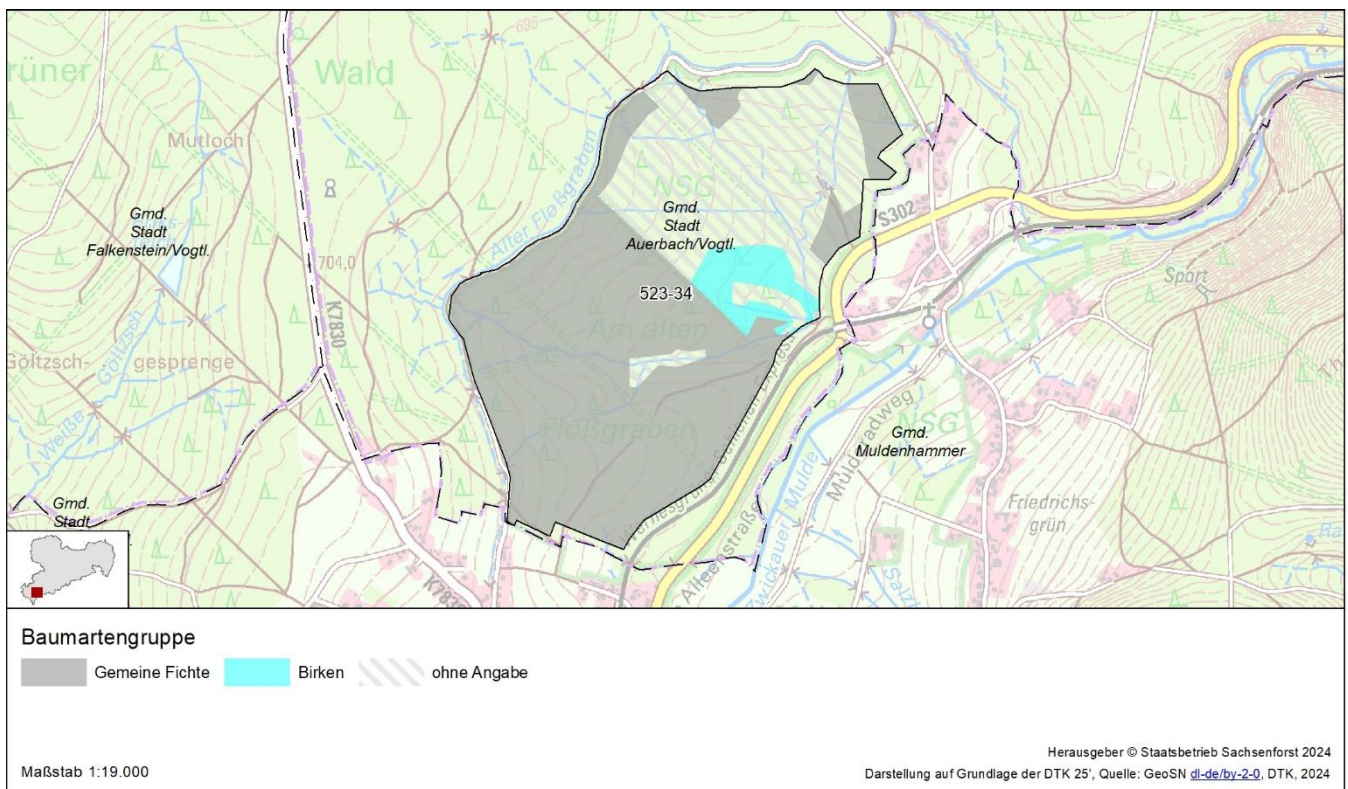 695
rüner
Wald
Mutloch
Alter Floßgraben
NSG
Gmd.
Stadt
Auerbach/Vogtl.
S302
Gmd.
Stadt
Falkenstein/Vogtl.
704,0
K7830
Sport
523-34
Am alten
Göltzsch-
gesprenge
Weiße
Göltzsch
Floßgraben
Mulderadweg
NSG
Gmd.
Muldenhammer
Zwickauer Mulde
Friedrichs-
grün
Gmd.
Stadt
Baumartengruppe
Gemeine Fichte
Birken
ohne Angabe
Herausgeber © Staatsbetrieb Sachsenforst 2024
Maßstab 1:19.000
Darstellung auf Grundlage der DTK 25', Quelle: GeoSN dl-de/by-2-0, DTK, 2024